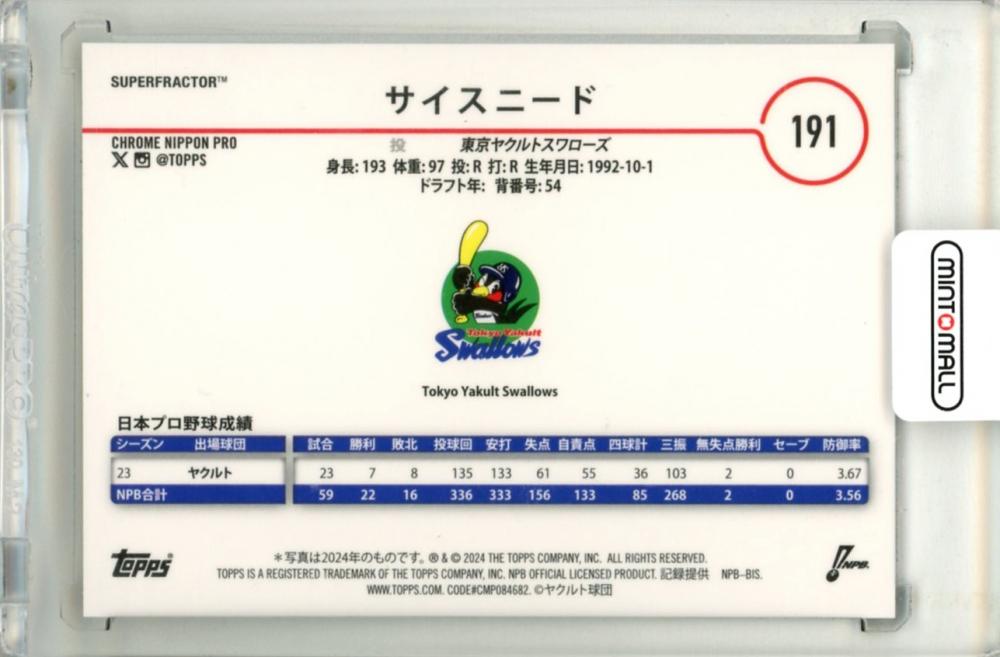 SUPERFRACTOR™
サイスニード
191
CHROME NIPPON PRO
@TOPPS
投 東京ヤクルトスワローズ
身長: 193 体重: 97 投: R 打: R 生年月日: 1992-10-1
ドラフト年: 背番号: 54
Tokyo Yakult
Swallows
Tokyo Yakult Swallows
MINTOMALL
日本プロ野球成績
シーズン 出場球団 試合 勝利 敗北 投球回 安打 失点 自責点 四球計 三振 無失点勝利 セーブ 防御率
23 ヤクルト 23 7 8 135 133 61 55 36 103 2 0 3.67
NPB合計 59 22 16 336 333 156 133 85 268 2 0 3.56
Topps
＊写真は2024年のものです。 ® & © 2024 THE TOPPS COMPANY, INC. ALL RIGHTS RESERVED.
TOPPS IS A REGISTERED TRADEMARK OF THE TOPPS COMPANY, INC. NPB OFFICIAL LICENSED PRODUCT. 記録提供 NPB-BIS.
WWW.TOPPS.COM. CODE#CMP084682. ©ヤクルト球団
NPB.